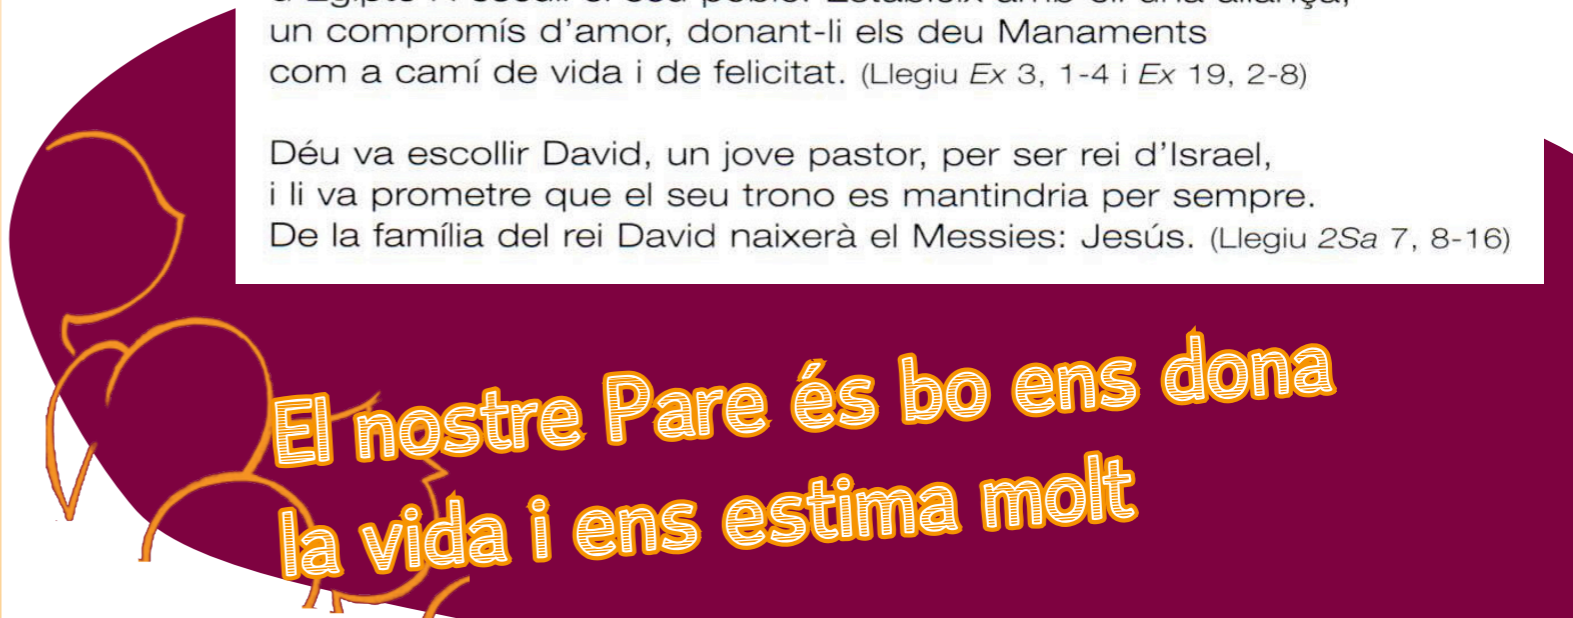 un compromís d'amor, donant-li els deu Manaments
com a camí de vida i de felicitat. (Llegiu Ex 3, 1-4 i Ex 19, 2-8)
Déu va escollir David, un jove pastor, per ser rei d'Israel,
i li va prometre que el seu trono es mantindria per sempre.
De la família del rei David naixerà el Messies: Jesús. (Llegiu 2Sa 7, 8-16)
El nostre Pare és bo ens dona
la vida i ens estima molt